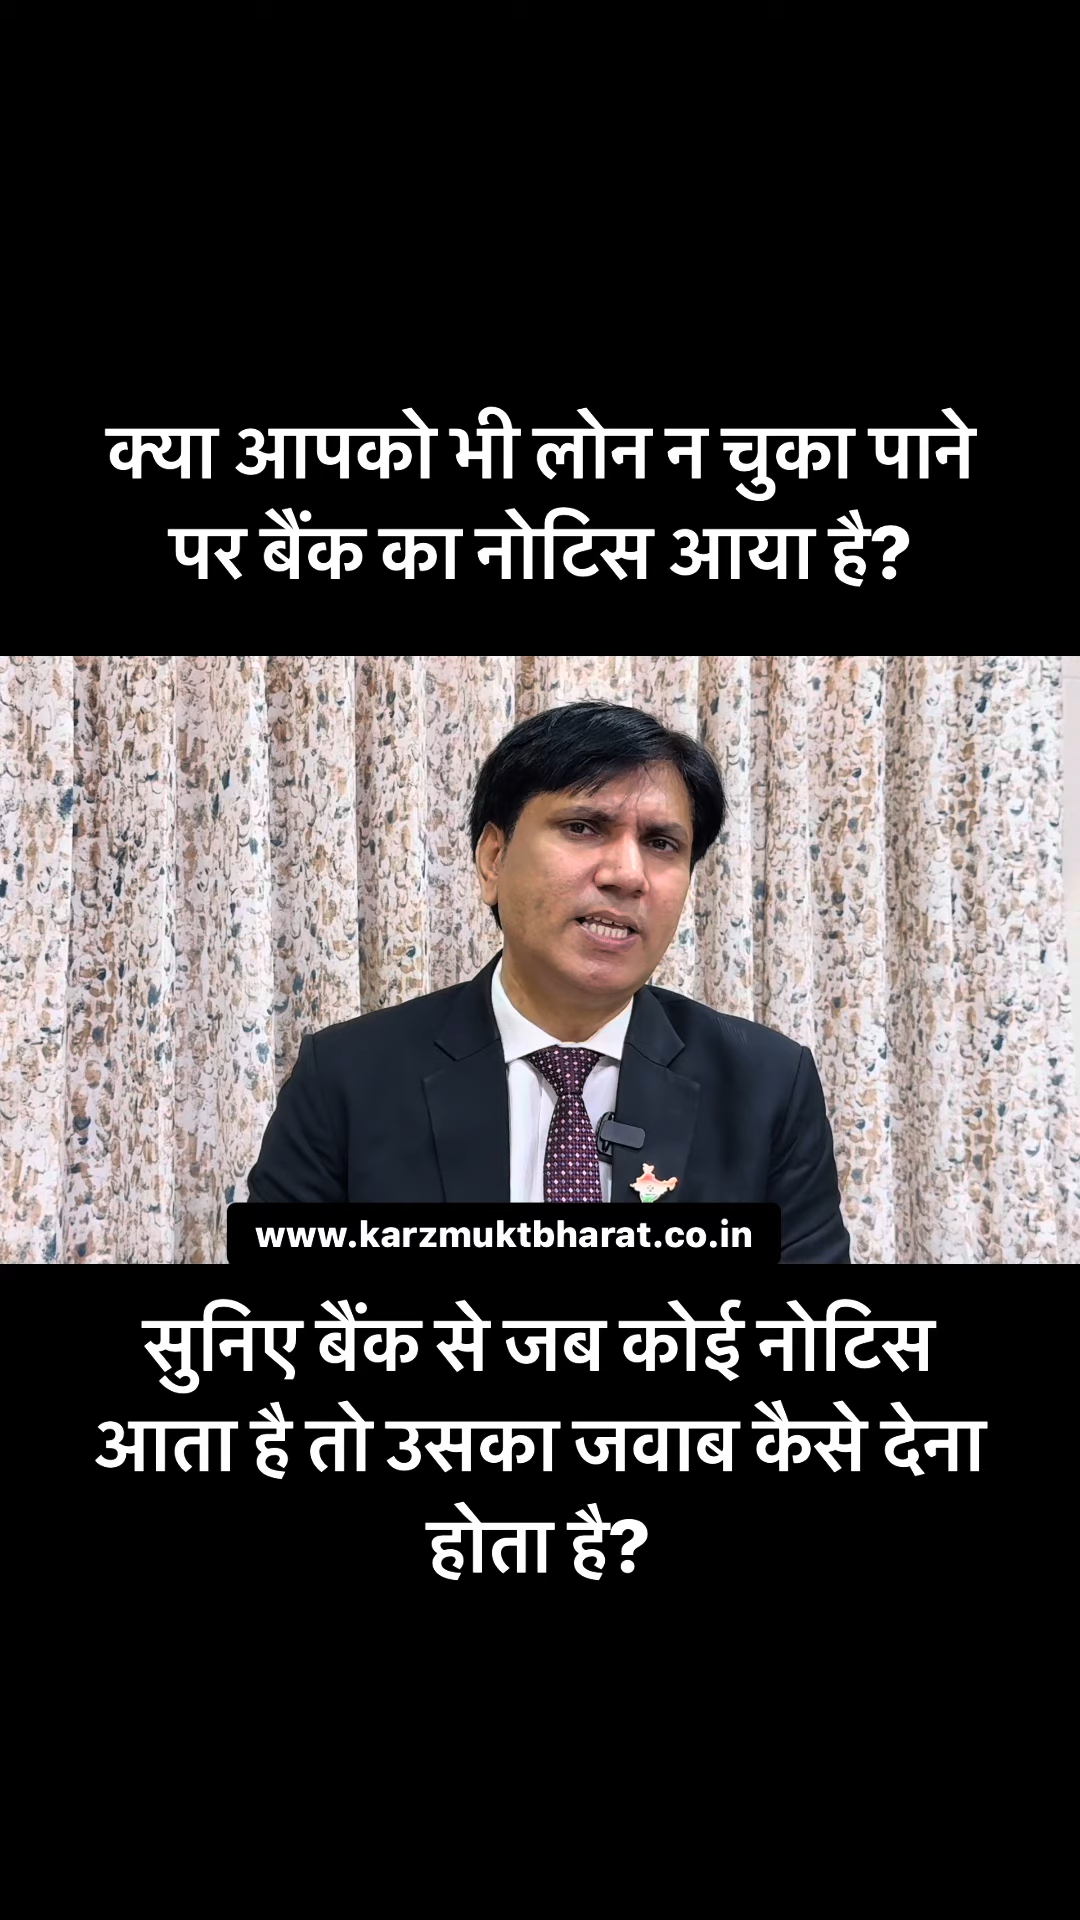 क्या आपको भी लोन न चुका पाने
पर बैंक का नोटिस आया है?
www.karzmuktbharat.co.in
सुनिए बैंक से जब कोई नोटिस
आता है तो उसका जवाब कैसे देना
होता है?